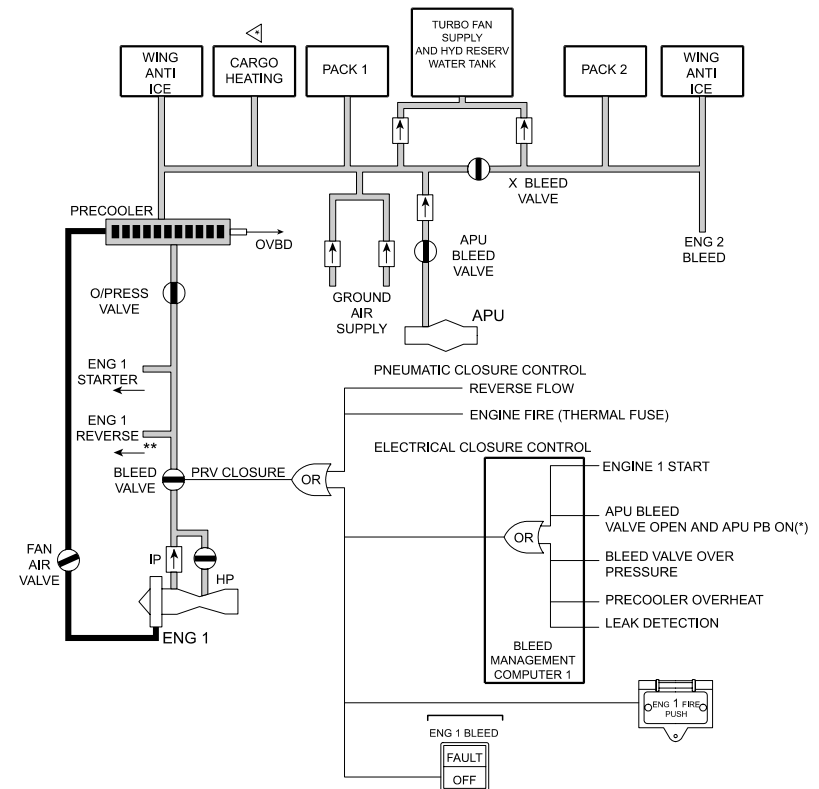 TURBO FAN
SUPPLY
AND HYD RESERV
WATER TANK
WING
ANTI
ICE
CARGO
HEATING
PACK 1
PACK 2
WING
ANTI
ICE
X BLEED
VALVE
PRECOOLER
OVBD
APU
BLEED
VALVE
ENG 2
BLEED
O/PRESS
VALVE
GROUND
AIR
SUPPLY
APU
ENG 1
STARTER
PNEUMATIC CLOSURE CONTROL
REVERSE FLOW
ENG 1
REVERSE
**
ENGINE FIRE (THERMAL FUSE)
ELECTRICAL CLOSURE CONTROL
BLEED
VALVE
PRV CLOSURE
OR
ENGINE 1 START
APU BLEED
VALVE OPEN AND APU PB ON(*)
OR
FAN
AIR
VALVE
IP
HP
BLEED VALVE OVER
PRESSURE
PRECOOLER OVERHEAT
LEAK DETECTION
ENG 1
BLEED
MANAGEMENT
COMPUTER 1
ENG 1 FIRE
PUSH
ENG 1 BLEED
FAULT
OFF